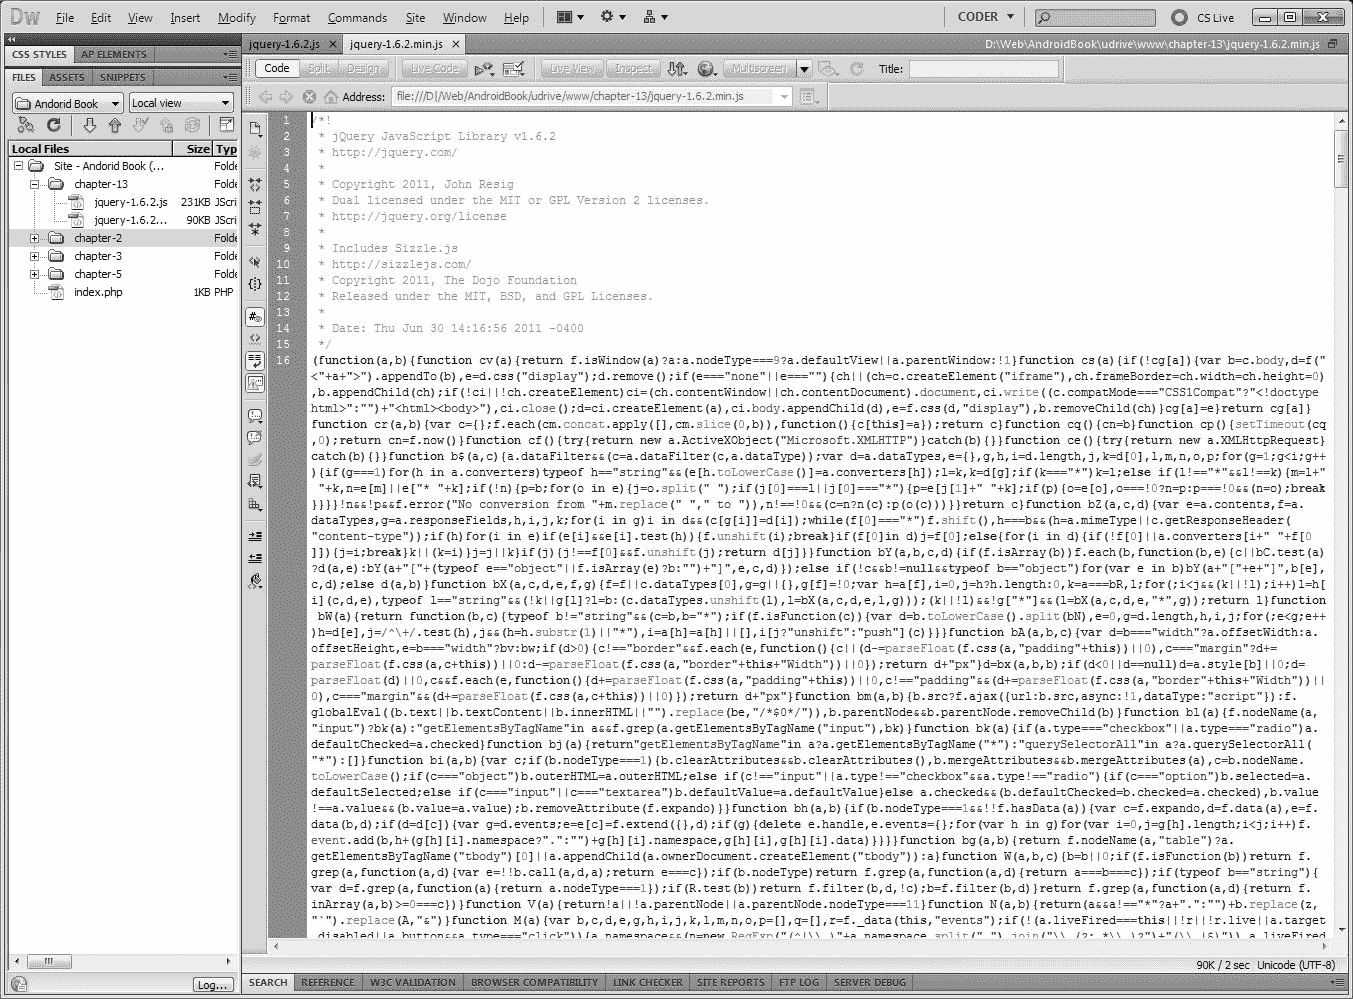 Dw File Edit View Insert Modify Format Commands Site Window Help CODER CS Live
CSS STYLES AP ELEMENTS
FILES ASSETS SNIPPETS
Andorid Book Local view
Local Files Size Typ
Site - Andorid Book (... Folde
chapter-13 Folde
jquery-1.6.2.js 231KB JScri
jquery-1.6.2... 90KB JScri
chapter-2 Folde
chapter-3 Folde
chapter-5 Folde
index.php 1KB PHP
Log...
jquery-1.6.2.js jquery-1.6.2.min.js D:\Web\AndroidBook\udrive\www\chapter-13\jquery-1.6.2.min.js
Code Split Design Live Code Live View Inspect Multiscreen Title:
Address: file:///D|/Web/AndroidBook/udrive/www/chapter-13/jquery-1.6.2.min.js
1 /*!
2 * jQuery JavaScript Library v1.6.2
3 * http://jquery.com/
4 *
5 * Copyright 2011, John Resig
6 * Dual licensed under the MIT or GPL Version 2 licenses.
7 * http://jquery.org/license
8 *
9 * Includes Sizzle.js
10 * http://sizzlejs.com/
11 * Copyright 2011, The Dojo Foundation
12 * Released under the MIT, BSD, and GPL Licenses.
13 *
14 * Date: Thu Jun 30 14:16:56 2011 -0400
15 */
16 (function(a,b){function cv(a){return f.isWindow(a)?a:a.nodeType===9?a.defaultView||a.parentWindow:!1}function cs(a){if(!cg[a]){var b=c.body,d=f("
<"+a+">").appendTo(b),e=d.css("display");d.remove();if(e==="none"||e===""){ch||(ch=c.createElement("iframe"),ch.frameBorder=ch.width=ch.height=0)
,b.appendChild(ch);if(!ci||!ch.createElement)ci=(ch.contentWindow||ch.contentDocument).document,ci.write((c.compatMode==="CSS1Compat"?"<!doctype
html>":"")+"<html><body>"),ci.close();d=ci.createElement(a),ci.body.appendChild(d),e=f.css(d,"display"),b.removeChild(ch)}cg[a]=e}return cg[a]}
function cr(a,b){var c={};f.each(cm.concat.apply([],cm.slice(0,b)),function(){c[this]=a});return c}function cq(){cn=b}function cp(){setTimeout(cq
,0);return cn=f.now()}function cf(){try{return new a.ActiveXObject("Microsoft.XMLHTTP")}catch(b){}}function ce(){try{return new a.XMLHttpRequest}
catch(b){}}function b$(a,c){a.dataFilter&&(c=a.dataFilter(c,a.dataType));var d=a.dataTypes,e={},g,h,i=d.length,j,k=d[0],l,m,n,o,p;for(g=1;g<i;g++
){if(g===1)for(h in a.converters)typeof h=="string"&&(e[h.toLowerCase()]=a.converters[h]);l=k,k=d[g];if(k==="*")k=l;else if(l!=="*"&&l!==k){m=l+"
"+k,n=e[m]||e["* "+k];if(!n){p=b;for(o in e){j=o.split(" ");if(j[0]===l||j[0]==="*"){p=e[j[1]+" "+k];if(p){o=e[o],o===!0?n=p:p===!0&&(n=o);break
}}}}!n&&!p&&f.error("No conversion from "+m.replace(" "," to ")),n!==!0&&(c=n?n(c):p(o(c)))}}return c}function bZ(a,c,d){var e=a.contents,f=a.
dataTypes,g=a.responseFields,h,i,j,k;for(i in g)i in d&&(c[g[i]]=d[i]);while(f[0]==="*")f.shift(),h===b&&(h=a.mimeType||c.getResponseHeader(
"content-type"));if(h)for(i in e)if(e[i]&&e[i].test(h)){f.unshift(i);break}if(f[0]in d)j=f[0];else{for(i in d){if(!f[0]||a.converters[i+" "+f[0
]]){j=i;break}k||(k=i)}j=j||k}if(j){j!==f[0]&&f.unshift(j);return d[j]}}function bY(a,b,c,d){if(f.isArray(b))f.each(b,function(b,e){c||bC.test(a)
?d(a,e):bY(a+"["+(typeof e=="object"||f.isArray(e)?b:"")+"]",e,c,d)});else if(!c&&b!=null&&typeof b=="object")for(var e in b)bY(a+"["+e+"]",b[e],
c,d);else d(a,b)}function bX(a,c,d,e,f,g){f=f||c.dataTypes[0],g=g||{},g[f]=!0;var h=a[f],i=0,j=h?h.length:0,k=a===bR,l;for(;i<j&&(k||!l);i++)l=h[
i](c,d,e),typeof l=="string"&&(!k||g[l]?l=b:(c.dataTypes.unshift(l),l=bX(a,c,d,e,l,g)));(k||!l)&&!g["*"]&&(l=bX(a,c,d,e,"*",g));return l}function
bW(a){return function(b,c){typeof b!="string"&&(c=b,b="*");if(f.isFunction(c)){var d=b.toLowerCase().split(bN),e=0,g=d.length,h,i,j;for(;e<g;e++
)h=d[e],j=/^\+/.test(h),j&&(h=h.substr(1)||"*"),i=a[h]=a[h]||[],i[j?"unshift":"push"](c)}}}function bA(a,b,c){var d=b==="width"?a.offsetWidth:a.
offsetHeight,e=b==="width"?bv:bw;if(d>0){c!=="border"&&f.each(e,function(){c||(d-=parseFloat(f.css(a,"padding"+this))||0),c==="margin"?d+=
parseFloat(f.css(a,c+this))||0:d-=parseFloat(f.css(a,"border"+this+"Width"))||0});return d+"px"}d=bx(a,b,b);if(d<0||d==null)d=a.style[b]||0;d=
parseFloat(d)||0,c&&f.each(e,function(){d+=parseFloat(f.css(a,"padding"+this))||0,c!=="padding"&&(d+=parseFloat(f.css(a,"border"+this+"Width"))||
0),c==="margin"&&(d+=parseFloat(f.css(a,c+this))||0)});return d+"px"}function bm(a,b){b.src?f.ajax({url:b.src,async:!1,dataType:"script"}):f.
globalEval((b.text||b.textContent||b.innerHTML||"").replace(be,"/*$0*/")),b.parentNode&&b.parentNode.removeChild(b)}function bl(a){f.nodeName(a,
"input")?bk(a):"getElementsByTagName"in a&&f.grep(a.getElementsByTagName("input"),bk)}function bk(a){if(a.type==="checkbox"||a.type==="radio")a.
defaultChecked=a.checked}function bj(a){return"getElementsByTagName"in a?a.getElementsByTagName("*"):"querySelectorAll"in a?a.querySelectorAll(
"*"):[]}function bi(a,b){var c;if(b.nodeType===1){b.clearAttributes&&b.clearAttributes(),b.mergeAttributes&&b.mergeAttributes(a),c=b.nodeName.
toLowerCase();if(c==="object")b.outerHTML=a.outerHTML;else if(c!=="input"||a.type!=="checkbox"&&a.type!=="radio"){if(c==="option")b.selected=a.
defaultSelected;else if(c==="input"||c==="textarea")b.defaultValue=a.defaultValue}else a.checked&&(b.defaultChecked=b.checked=a.checked),b.value
!==a.value&&(b.value=a.value);b.removeAttribute(f.expando)}}function bh(a,b){if(b.nodeType===1&&!!f.hasData(a)){var c=f.expando,d=f.data(a),e=f.
data(b,d);if(d=d[c]){var g=d.events;e=e[c]=f.extend({},d);if(g){delete e.handle,e.events={};for(var h in g)for(var i=0,j=g[h].length;i<j;i++)f.
event.add(b,h+(g[h][i].namespace?".":"")+g[h][i].namespace,g[h][i],g[h][i].data)}}}}function bg(a,b){return f.nodeName(a,"table")?a.
getElementsByTagName("tbody")[0]||a.appendChild(a.ownerDocument.createElement("tbody")):a}function W(a,b,c){b=b||0;if(f.isFunction(b))return f.
grep(a,function(a,d){var e=!!b.call(a,d,a);return e===c});if(b.nodeType)return f.grep(a,function(a,d){return a===b===c});if(typeof b=="string"){
var d=f.grep(a,function(a){return a.nodeType===1});if(R.test(b))return f.filter(b,d,!c);b=f.filter(b,d)}return f.grep(a,function(a,d){return f.
inArray(a,b)>=0===c})}function V(a){return!a||!a.parentNode||a.parentNode.nodeType===11}function N(a,b){return(a&&a!=="*"?a+".":"")+b.replace(z,
"`").replace(A,"&")}function M(a){var b,c,d,e,g,h,i,j,k,l,m,n,o,p=[],q=[],r=f._data(this,"events");if(!(a.liveFired===this||!r||!r.live||a.target
.disabled||a.button&&a.type==="click")){a.namespace&&(n=new RegExp("(^|\\.)"+a.namespace.split(".").join("\\.(?:.*\\.)?")+"(\\.|$)")),a.liveFired
90K / 2 sec Unicode (UTF-8)
SEARCH REFERENCE W3C VALIDATION BROWSER COMPATIBILITY LINK CHECKER SITE REPORTS FTP LOG SERVER DEBUG